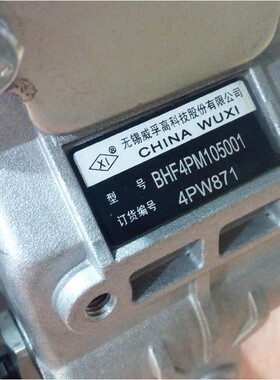 XI ® 无锡威孚高科技股份有限公司
CHINA WUXI
型 号 BHF4PM105001
订货编号 4PW871